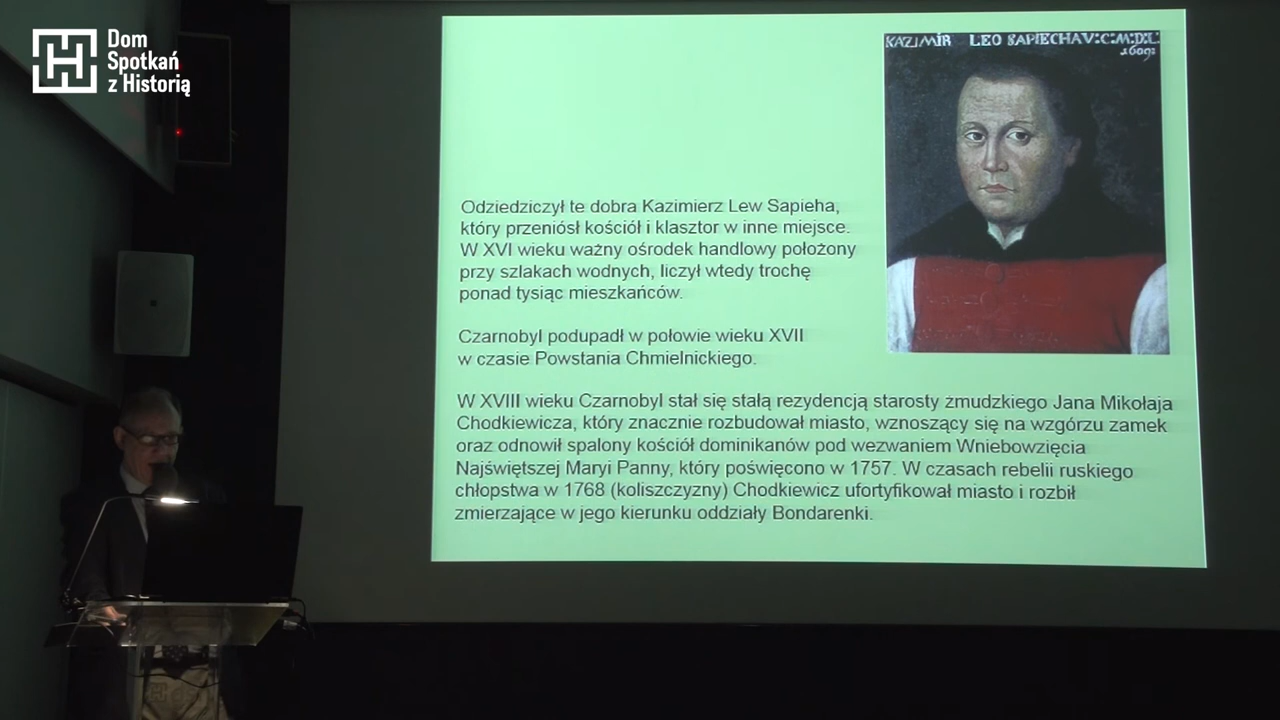 Dom
Spotkań
z Historią
KAZIMIR LEO SAPIECHA V:C:M:D:L:
1609
Odziedziczył te dobra Kazimierz Lew Sapieha,
który przeniósł kościół i klasztor w inne miejsce.
W XVI wieku ważny ośrodek handlowy położony
przy szlakach wodnych, liczył wtedy trochę
ponad tysiąc mieszkańców.
Czarnobyl podupadł w połowie wieku XVII
w czasie Powstania Chmielnickiego.
W XVIII wieku Czarnobyl stał się stałą rezydencją starosty żmudzkiego Jana Mikołaja
Chodkiewicza, który znacznie rozbudował miasto, wznoszący się na wzgórzu zamek
oraz odnowił spalony kościół dominikanów pod wezwaniem Wniebowzięcia
Najświętszej Maryi Panny, który poświęcono w 1757. W czasach rebelii ruskiego
chłopstwa w 1768 (koliszczyzny) Chodkiewicz ufortyfikował miasto i rozbił
zmierzające w jego kierunku oddziały Bondarenki.